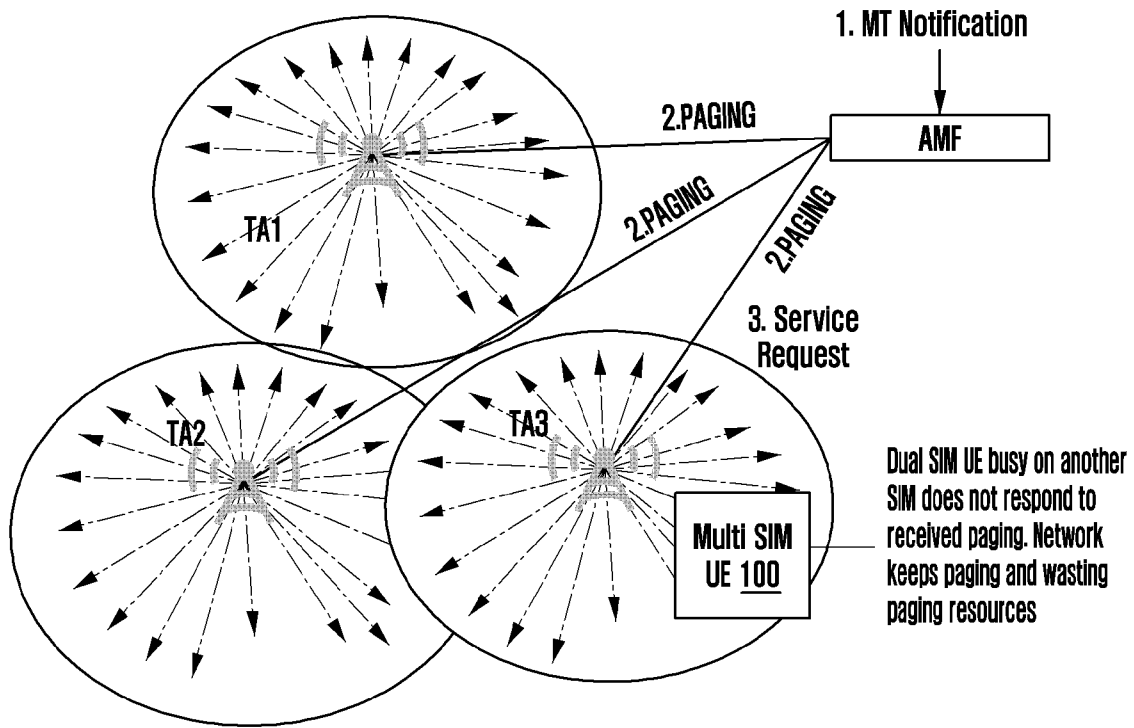 1. MT Notification
AMF
2.PAGING
2.PAGING
2.PAGING
TA1
3. Service
Request
TA2
TA3
Multi SIM
UE 100
Dual SIM UE busy on another
SIM does not respond to
received paging. Network
keeps paging and wasting
paging resources